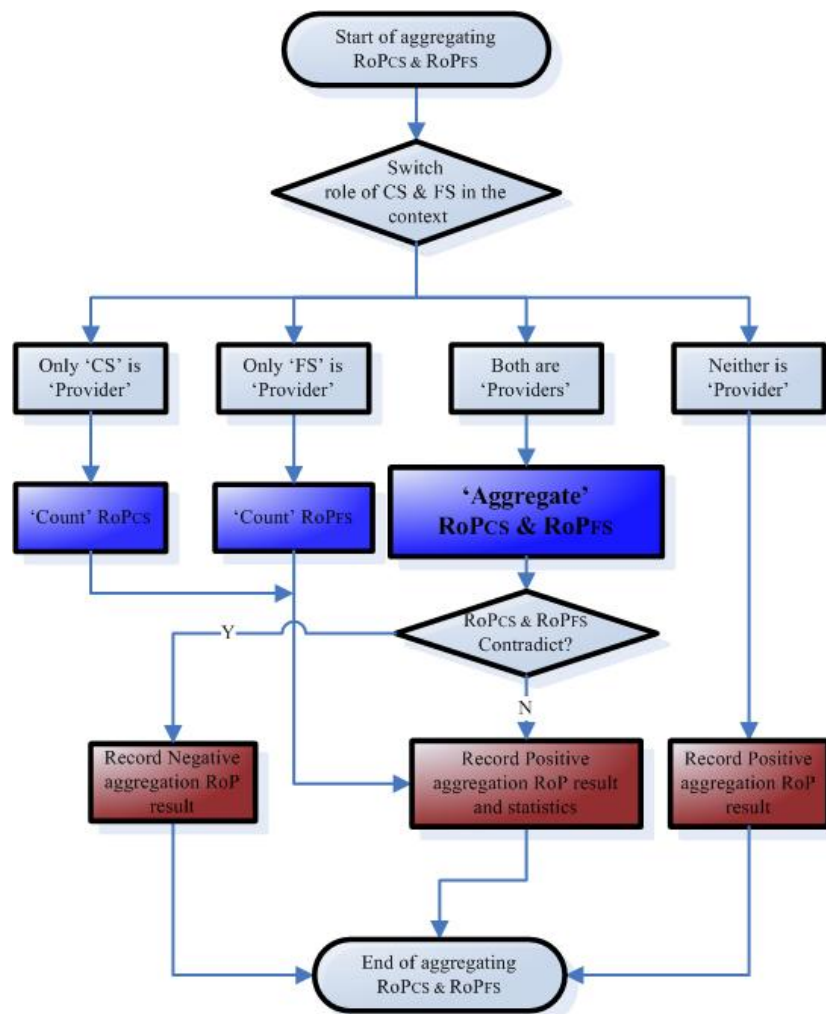 Start of aggregating
RoPCS & RoPFS
Switch
role of CS & FS in the
context
Only ‘CS’ is
‘Provider’
Only ‘FS’ is
‘Provider’
Both are
‘Providers’
Neither is
‘Provider’
‘Count’ RoPCS
‘Count’ RoPFS
‘Aggregate’
RoPCS & RoPFS
RoPCS & RoPFS
Contradict?
Y
N
Record Negative
aggregation RoP
result
Record Positive
aggregation RoP result
and statistics
Record Positive
aggregation RoP
result
End of aggregating
RoPCS & RoPFS